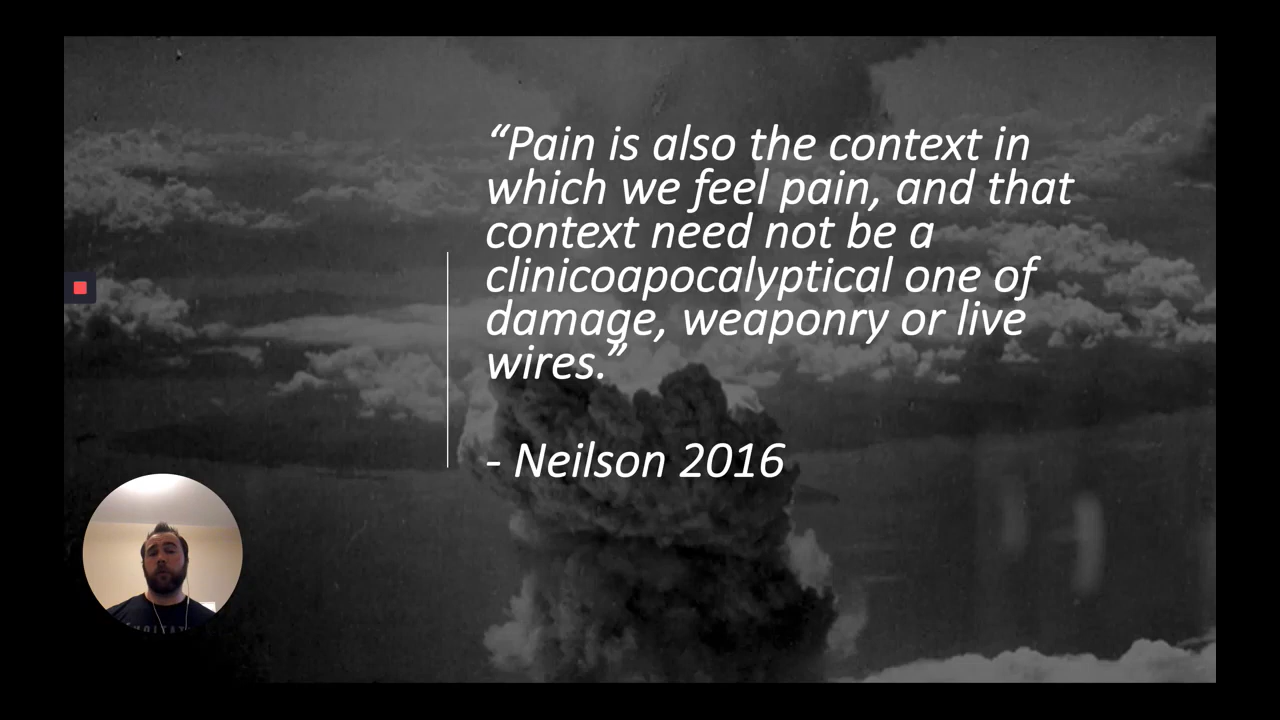 “Pain is also the context in
which we feel pain, and that
context need not be a
clinicoapocalyptical one of
damage, weaponry or live
wires.”
- Neilson 2016